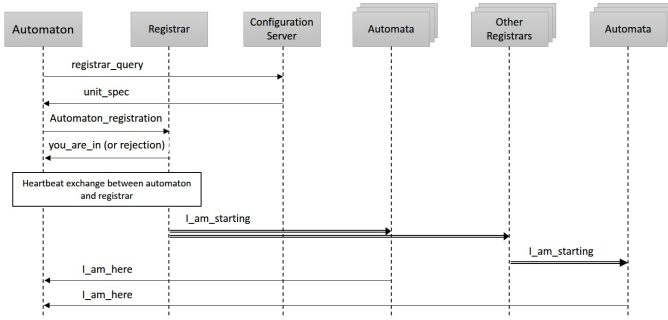 Automaton
Registrar
Configuration
Server
Automata
Other
Registrars
Automata
registrar_query
unit_spec
Automaton_registration
you_are_in (or rejection)
Heartbeat exchange between automaton
and registrar
I_am_starting
I_am_starting
I_am_here
I_am_here